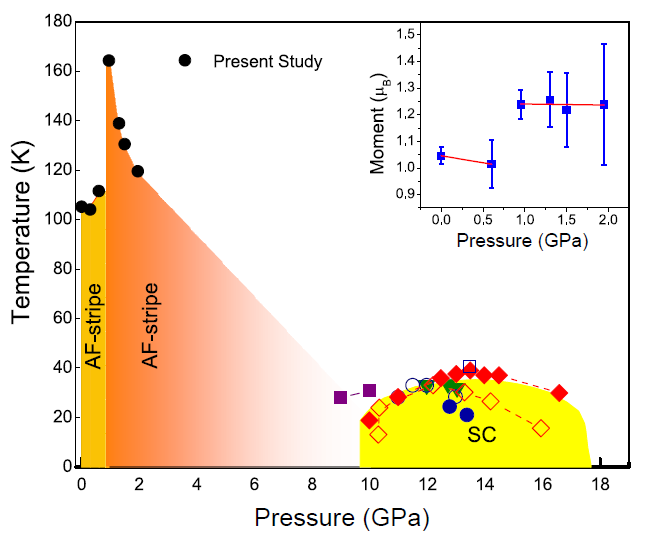 180
160
140
120
100
80
60
40
20
0
Temperature (K)
Present Study
AF-stripe
AF-stripe
SC
0 2 4 6 8 10 12 14 16 18
Pressure (GPa)
1.5
1.4
1.3
1.2
1.1
1.0
0.9
Moment (μB)
0,0 0,5 1,0 1,5 2,0
Pressure (GPa)